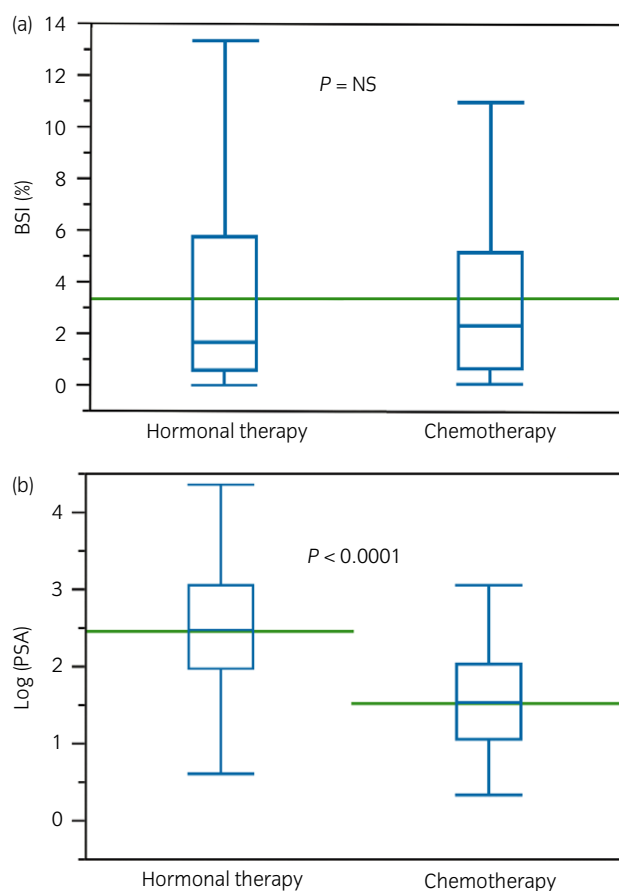 (a)
14
12
10
8
6
4
2
0
BSI (%)
P = NS
Hormonal therapy Chemotherapy
(b)
4
3
2
1
0
Log (PSA)
P < 0.0001
Hormonal therapy Chemotherapy